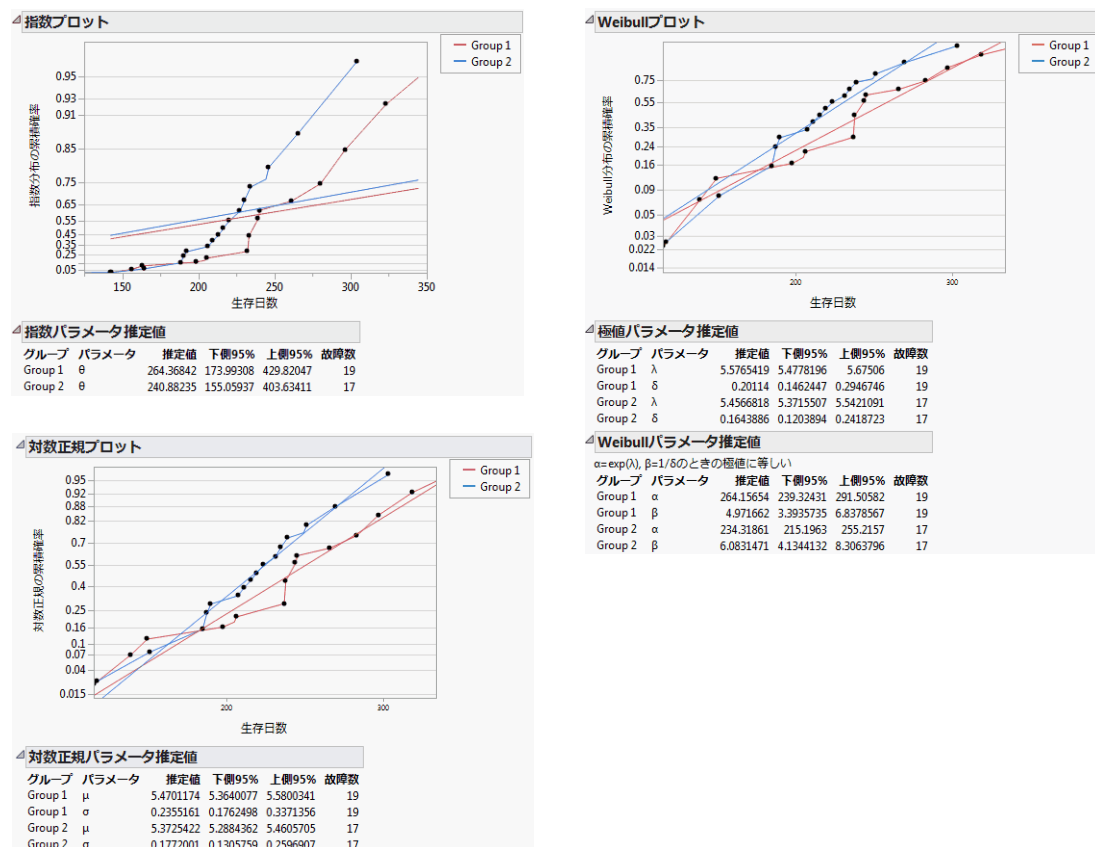 指数プロット
Group 1
Group 2
0.95
0.93
0.91
0.85
0.75
0.65
0.55
0.45
0.35
0.25
0.05
指数分布の累積確率
150
200
250
300
350
生存日数
指数パラメータ推定値
グループ パラメータ 推定値 下側95% 上側95% 故障数
Group 1 θ 264.36842 173.99308 429.82047 19
Group 2 θ 240.88235 155.05937 403.63411 17
対数正規プロット
Group 1
Group 2
0.95
0.92
0.88
0.82
0.7
0.55
0.4
0.25
0.16
0.1
0.07
0.04
0.015
対数正規の累積確率
200
300
生存日数
対数正規パラメータ推定値
グループ パラメータ 推定値 下側95% 上側95% 故障数
Group 1 μ 5.4701174 5.3640077 5.5800341 19
Group 1 σ 0.2355161 0.1762498 0.3371356 19
Group 2 μ 5.3725422 5.2884362 5.4605705 17
Group 2 σ 0.1772001 0.1305759 0.2596907 17
Weibullプロット
Group 1
Group 2
0.75
0.55
0.35
0.24
0.16
0.09
0.05
0.03
0.022
0.014
Weibull分布の累積確率
200
300
生存日数
極値パラメータ推定値
グループ パラメータ 推定値 下側95% 上側95% 故障数
Group 1 λ 5.5765419 5.4778196 5.67506 19
Group 1 δ 0.20114 0.1462447 0.2946746 19
Group 2 λ 5.4566818 5.3715507 5.5421091 17
Group 2 δ 0.1643886 0.1203894 0.2418723 17
Weibullパラメータ推定値
α=exp(λ), β=1/δのときの極値に等しい
グループ パラメータ 推定値 下側95% 上側95% 故障数
Group 1 α 264.15654 239.32431 291.50582 19
Group 1 β 4.971662 3.3935735 6.8378567 19
Group 2 α 234.31861 215.1963 255.2157 17
Group 2 β 6.0831471 4.1344132 8.3063796 17